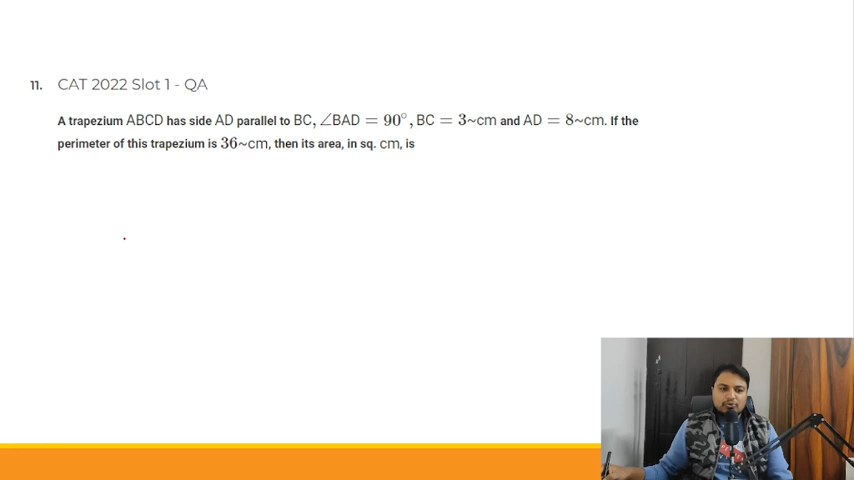 11. CAT 2022 Slot 1 - QA
A trapezium ABCD has side AD parallel to BC, ∠BAD = 90°, BC = 3~cm and AD = 8~cm. If the
perimeter of this trapezium is 36~cm, then its area, in sq. cm, is